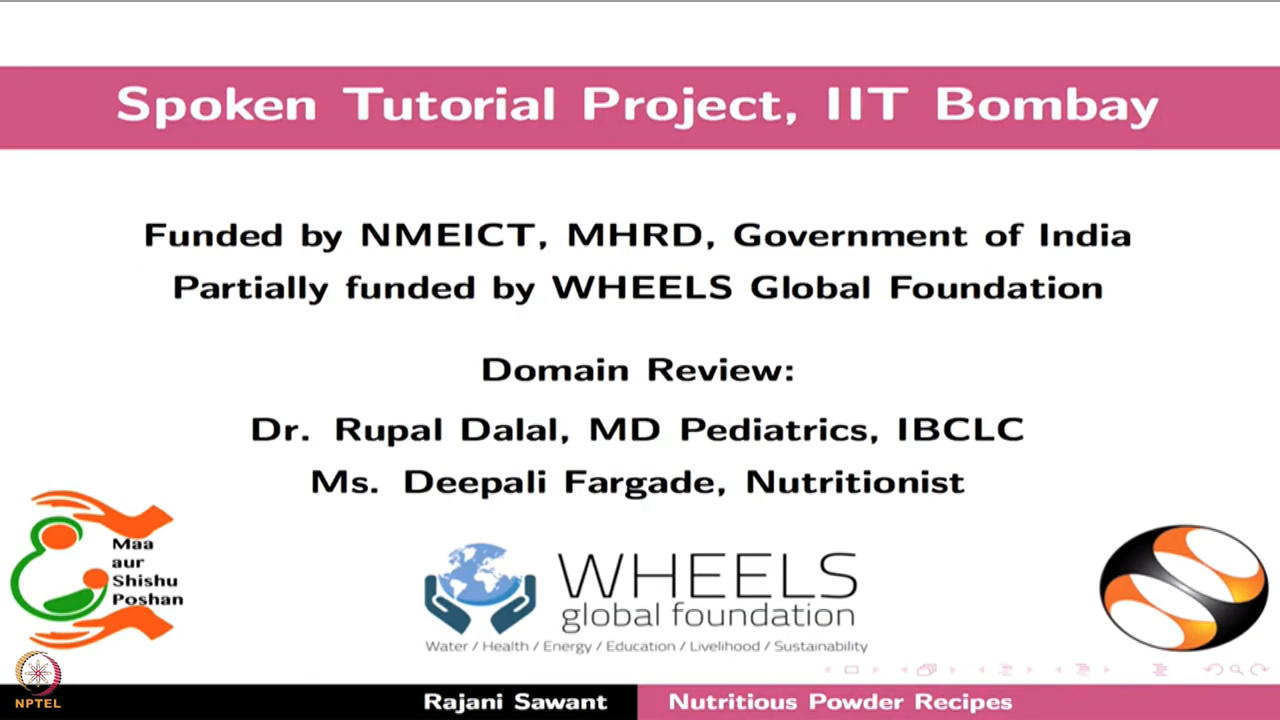 Spoken Tutorial Project, IIT Bombay
Funded by NMEICT, MHRD, Government of India
Partially funded by WHEELS Global Foundation
Domain Review:
Dr. Rupal Dalal, MD Pediatrics, IBCLC
Ms. Deepali Fargade, Nutritionist
Maa
aur
Shishu
Poshan
WHEELS
global foundation
Water / Health / Energy / Education / Livelihood / Sustainability
NPTEL
Rajani Sawant
Nutritious Powder Recipes